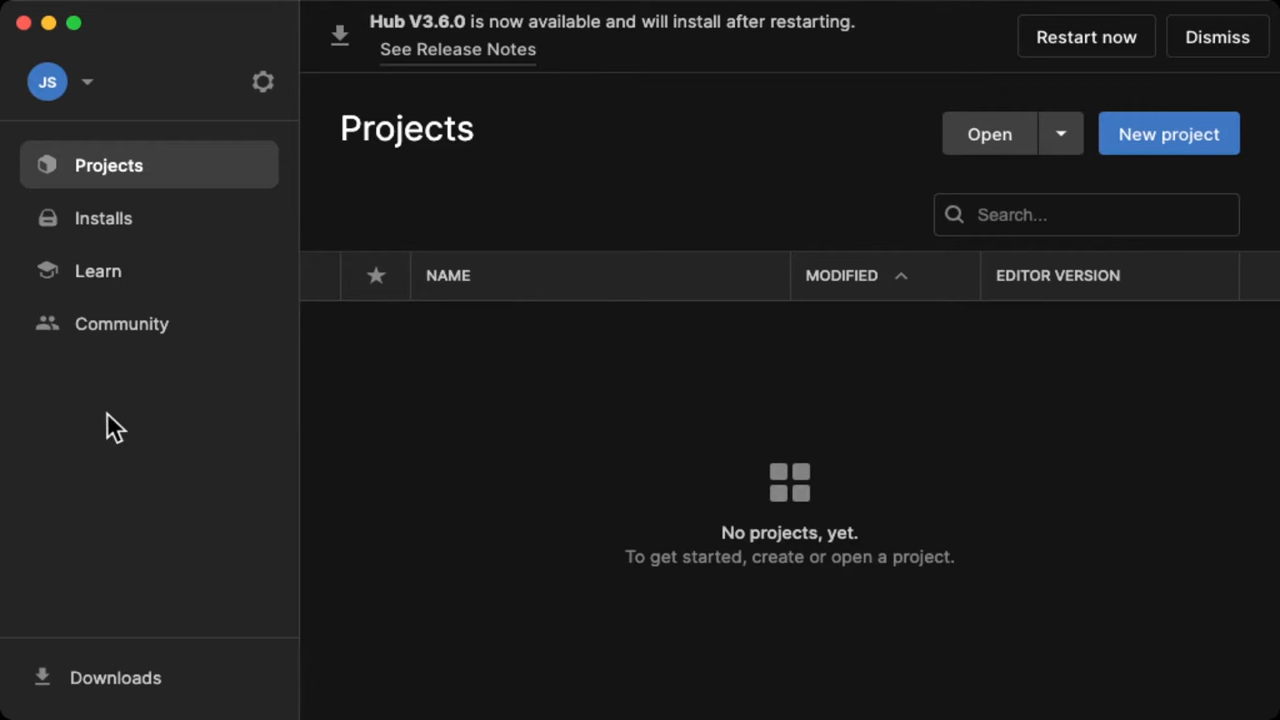 Hub V3.6.0 is now available and will install after restarting.
See Release Notes
Restart now
Dismiss
JS
Projects
Installs
Learn
Community
Downloads
Projects
Open
New project
Search...
NAME
MODIFIED
EDITOR VERSION
No projects, yet.
To get started, create or open a project.